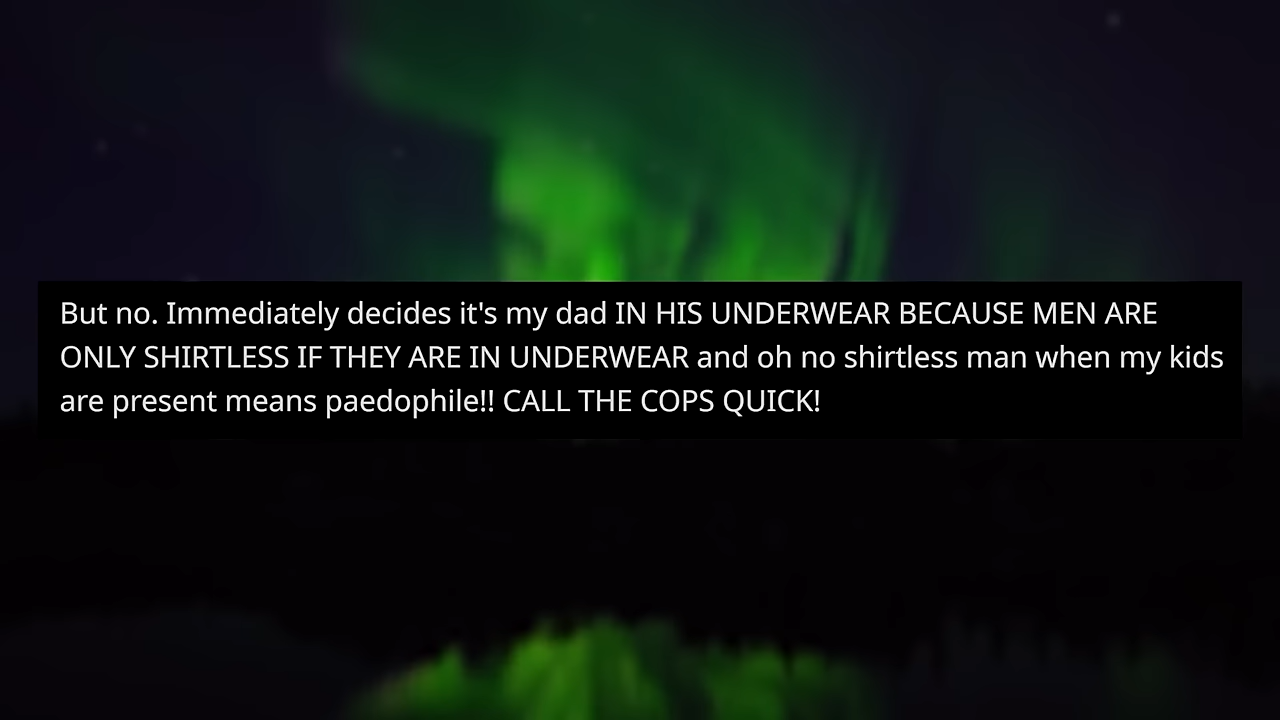 But no. Immediately decides it's my dad IN HIS UNDERWEAR BECAUSE MEN ARE
ONLY SHIRTLESS IF THEY ARE IN UNDERWEAR and oh no shirtless man when my kids
are present means paedophile!! CALL THE COPS QUICK!